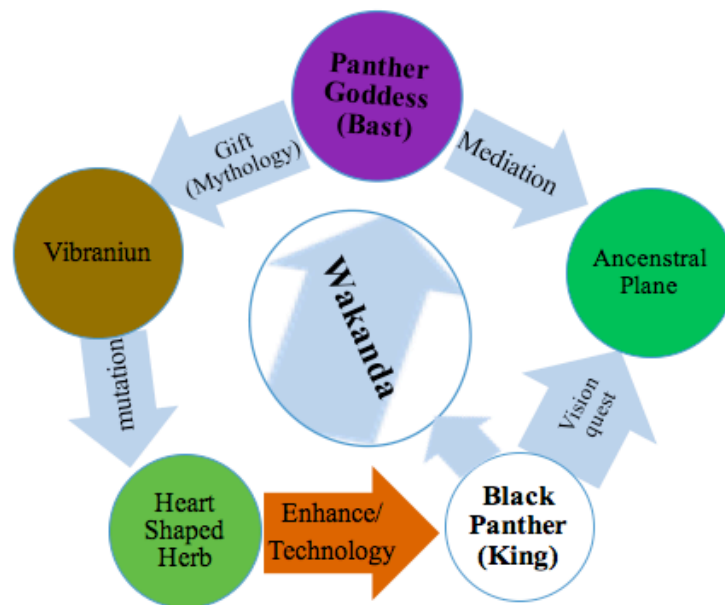 Panther
Goddess
(Bast)
Gift
(Mythology)
Mediation
Vibraniun
Ancenstral
Plane
Wakanda
mutation
Vision
quest
Heart
Shaped
Herb
Enhance/
Technology
Black
Panther
(King)